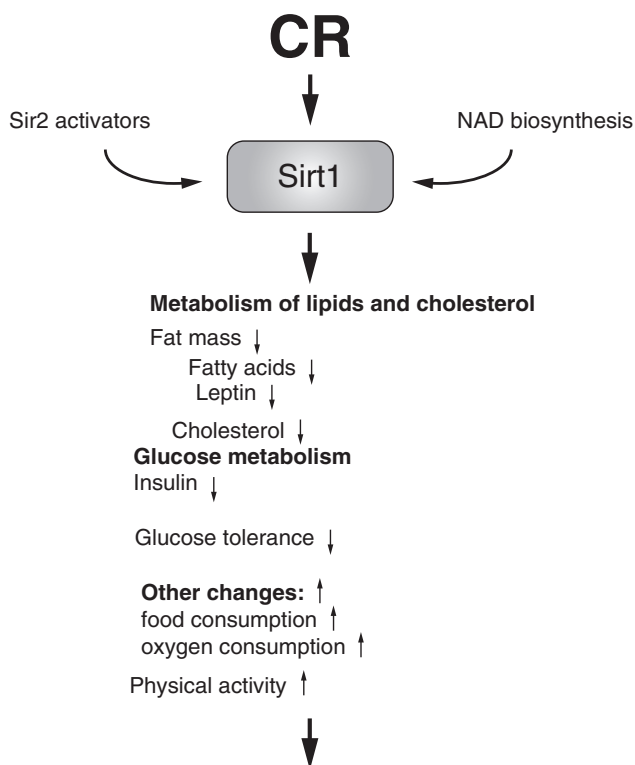 CR
Sir2 activators
NAD biosynthesis
Sirt1
Metabolism of lipids and cholesterol
Fat mass ↓
Fatty acids ↓
Leptin ↓
Cholesterol ↓
Glucose metabolism
Insulin ↓
Glucose tolerance ↓
Other changes: ↑
food consumption ↑
oxygen consumption ↑
Physical activity ↑